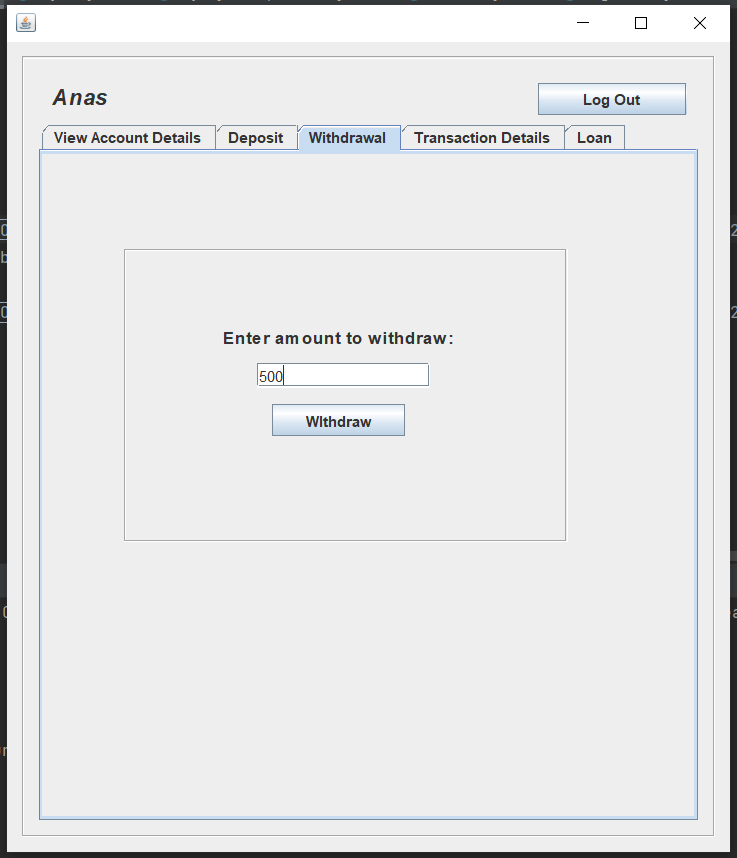 Anas
Log Out
View Account Details Deposit Withdrawal Transaction Details Loan
Enter amount to withdraw:
500
WIthdraw